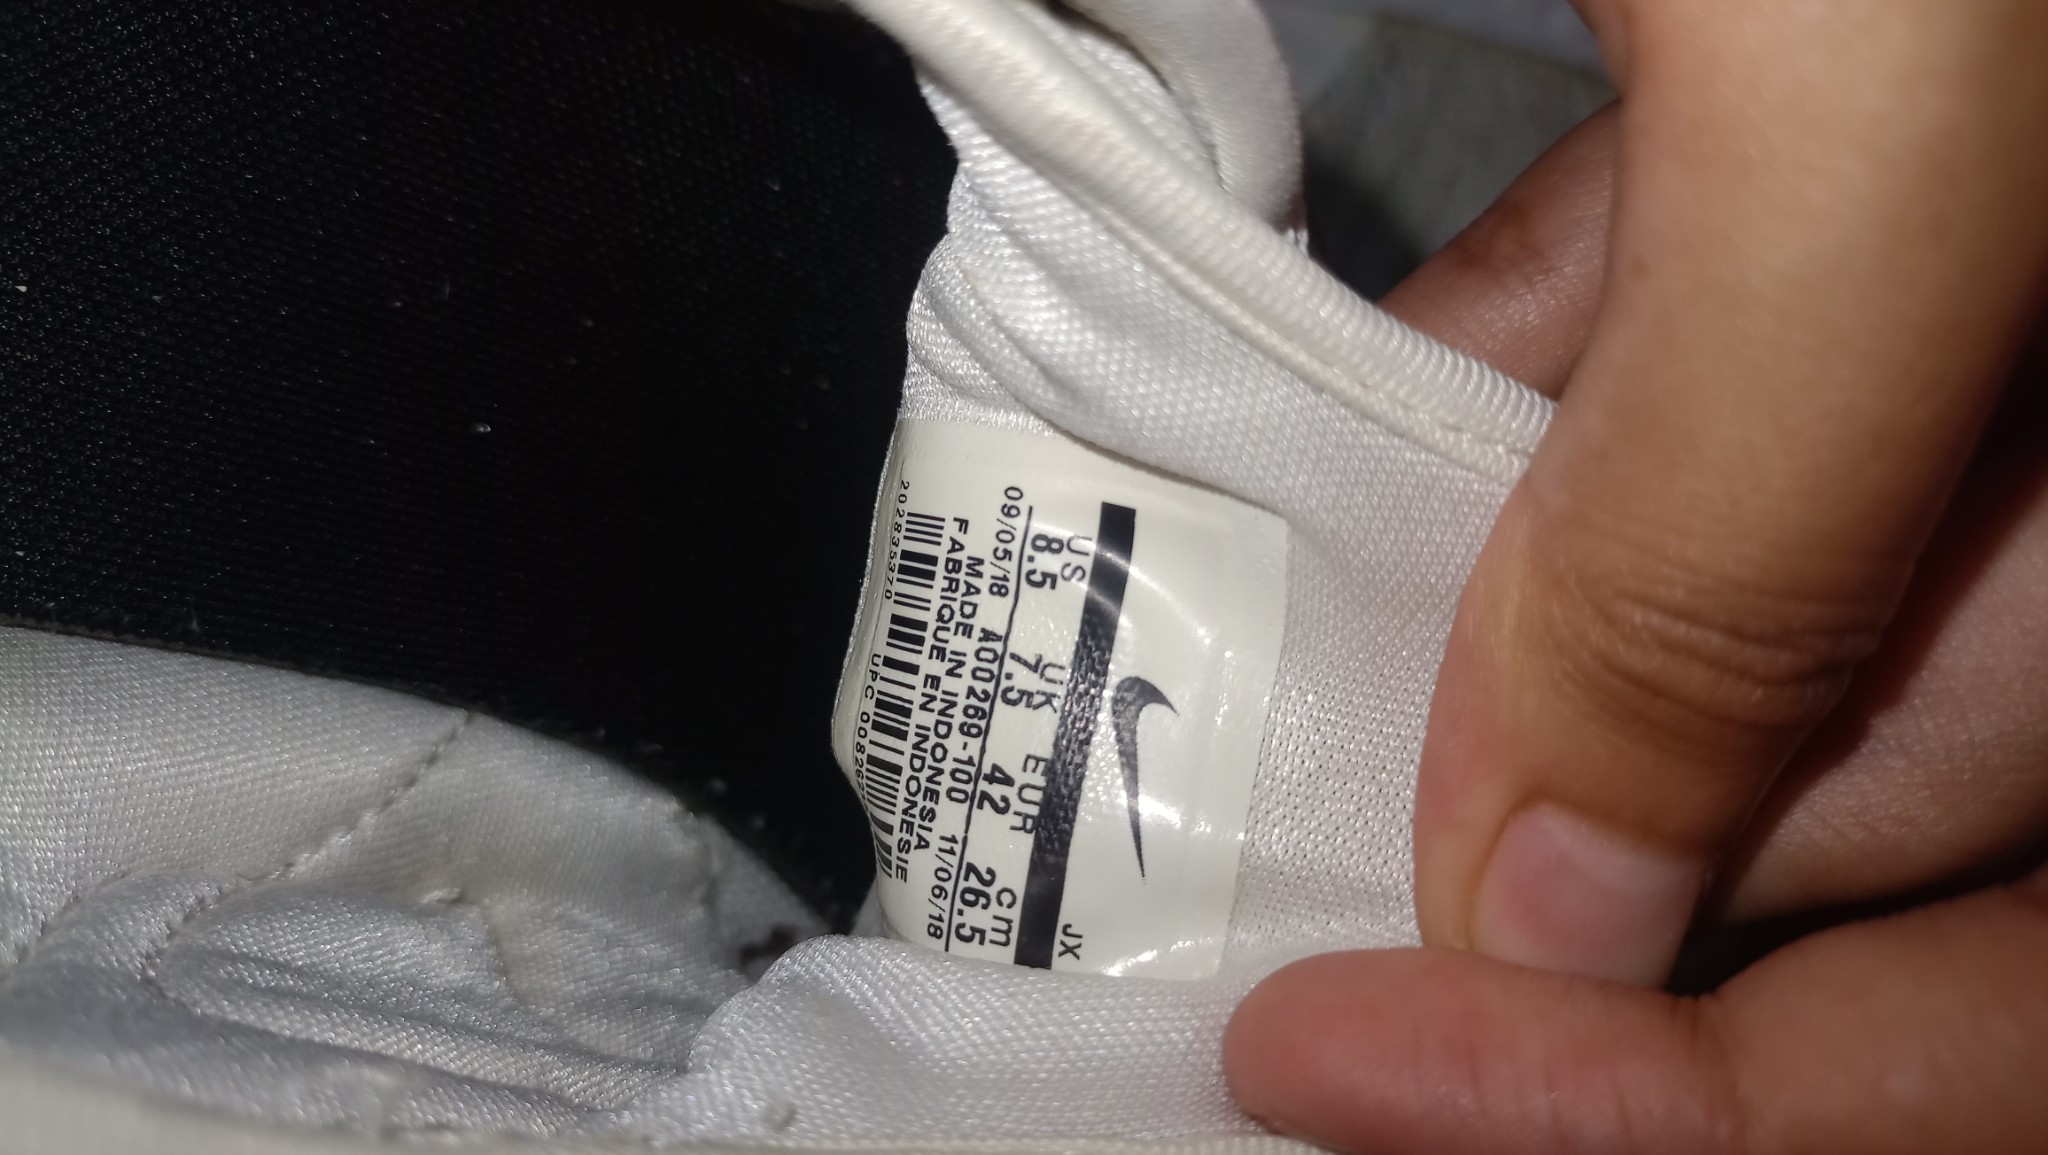 JX
US UK EUR cm
8.5 7.5 42 26.5
09/05/18 AO0269-100 11/06/18
MADE IN INDONESIA
FABRIQUE EN INDONESIE
202835370 UPC